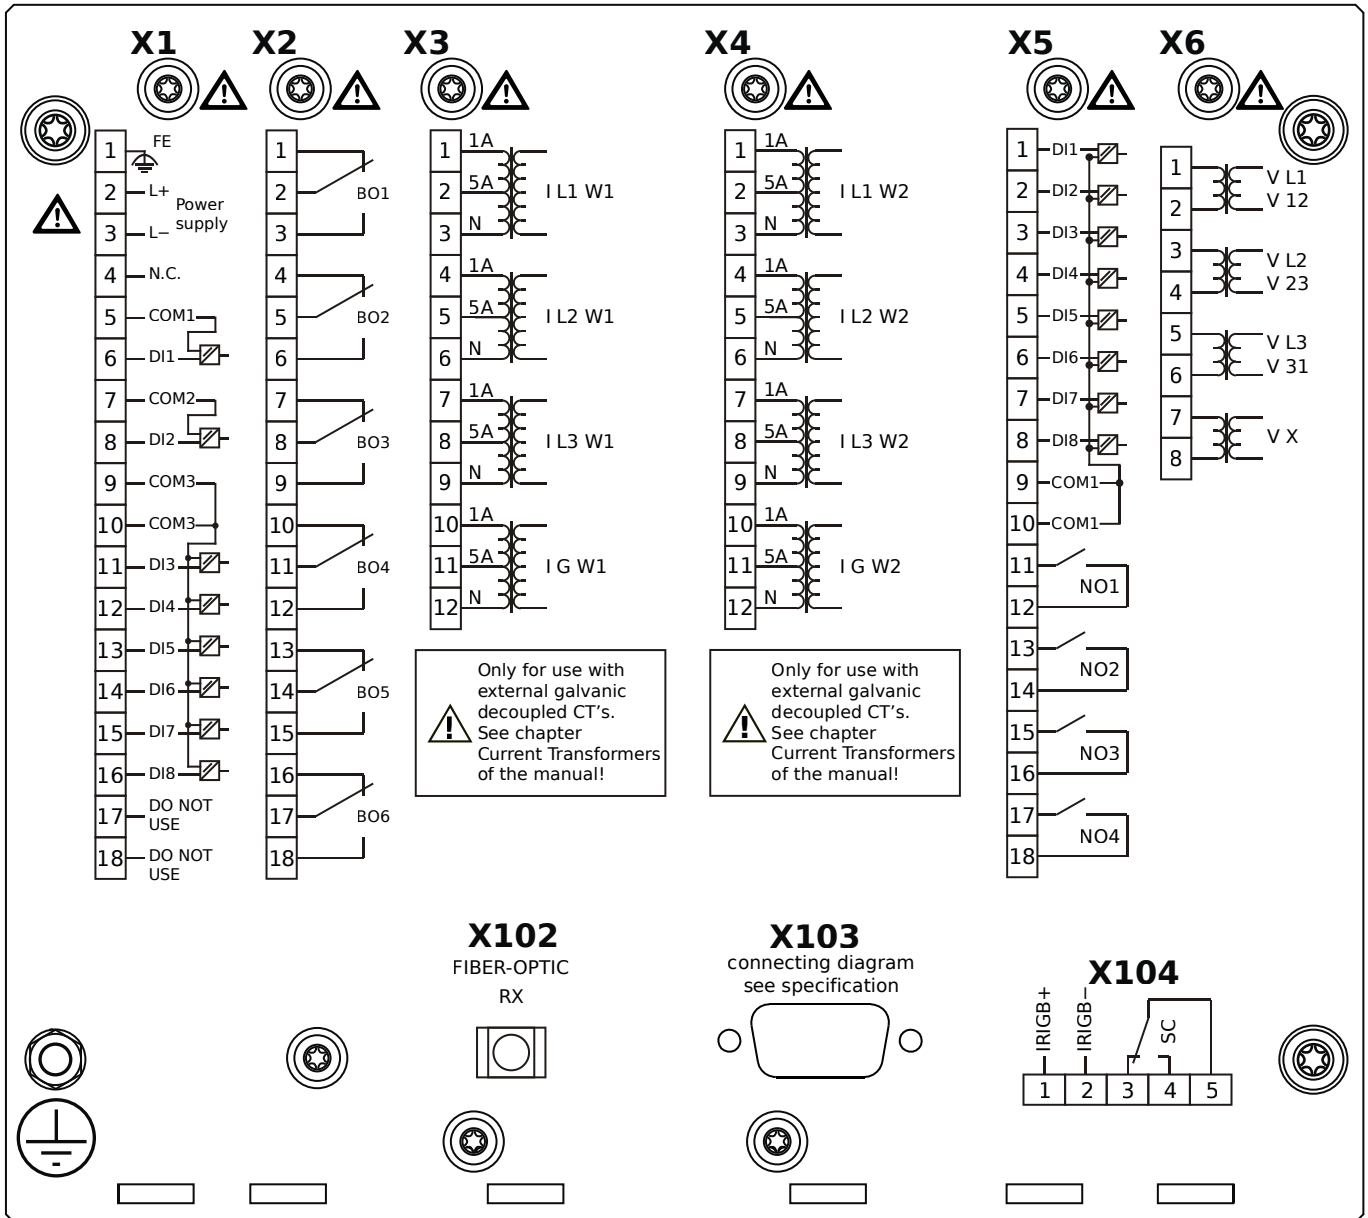 X1
X2
X3
X4
X5
X6
1 FE
2 L+
Power
supply
3 L−
4 N.C.
5 COM1
6 DI1
7 COM2
8 DI2
9 COM3
10 COM3
11 DI3
12 DI4
13 DI5
14 DI6
15 DI7
16 DI8
17 DO NOT
USE
18 DO NOT
USE
1
2 BO1
3
4
5 BO2
6
7
8 BO3
9
10
11 BO4
12
13
14 BO5
15
16
17 BO6
18
1 1A
2 5A I L1 W1
3 N
4 1A
5 5A I L2 W1
6 N
7 1A
8 5A I L3 W1
9 N
10 1A
11 5A I G W1
12 N
Only for use with
external galvanic
decoupled CT's.
See chapter
Current Transformers
of the manual!
1 1A
2 5A I L1 W2
3 N
4 1A
5 5A I L2 W2
6 N
7 1A
8 5A I L3 W2
9 N
10 1A
11 5A I G W2
12 N
Only for use with
external galvanic
decoupled CT's.
See chapter
Current Transformers
of the manual!
1 DI1
2 DI2
3 DI3
4 DI4
5 DI5
6 DI6
7 DI7
8 DI8
9 COM1
10 COM1
11
NO1
12
13
NO2
14
15
NO3
16
17
NO4
18
1 V L1
2 V 12
3 V L2
4 V 23
5 V L3
6 V 31
7 V X
8
X102
FIBER-OPTIC
RX
X103
connecting diagram
see specification
X104
IRIGB+
IRIGB−
SC
1 2 3 4 5